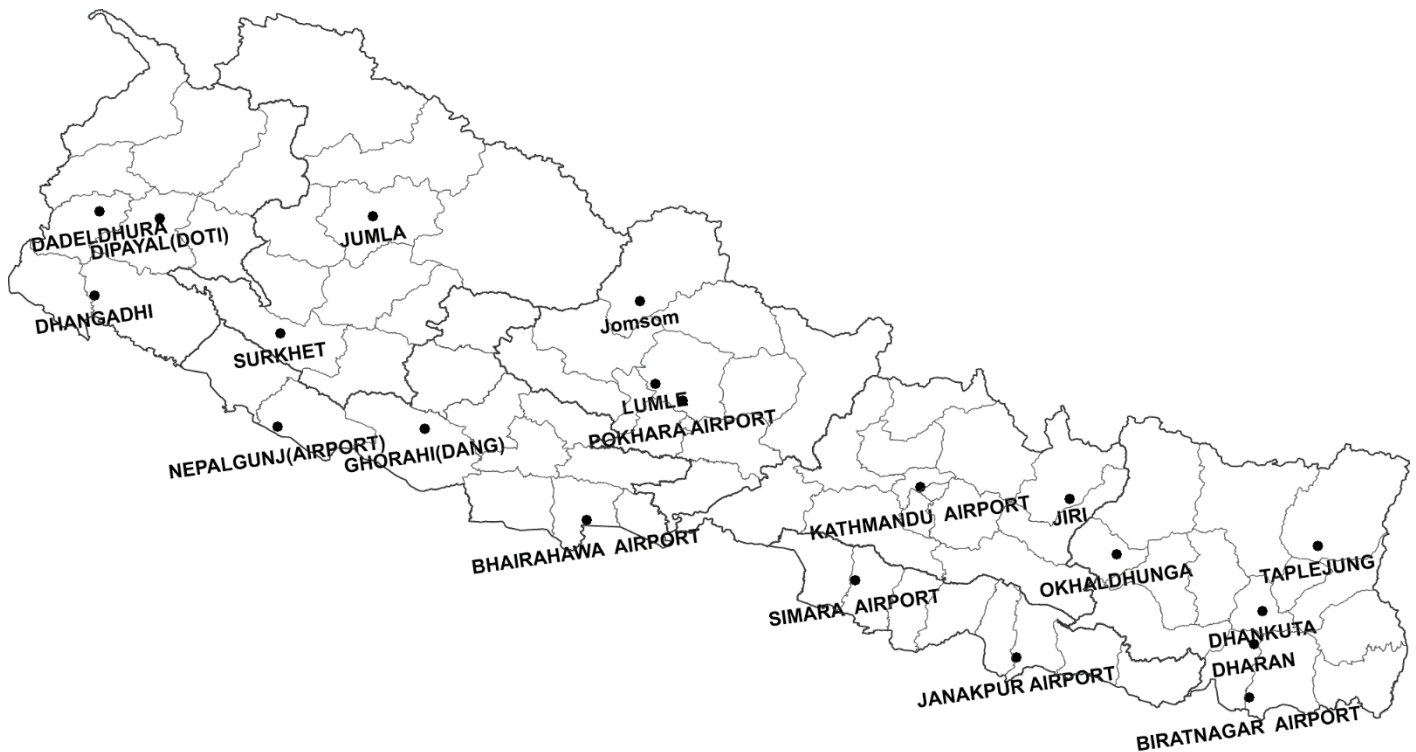 DADELDHURA
DIPAYAL(DOTI)
JUMLA
DHANGADHI
Jomsom
SURKHET
LUMLE
POKHARA AIRPORT
NEPALGUNJ(AIRPORT)
GHORAHI(DANG)
KATHMANDU AIRPORT
JIRI
BHAIRAHAWA AIRPORT
OKHALDHUNGA
TAPLEJUNG
SIMARA AIRPORT
DHANKUTA
DHARAN
JANAKPUR AIRPORT
BIRATNAGAR AIRPORT